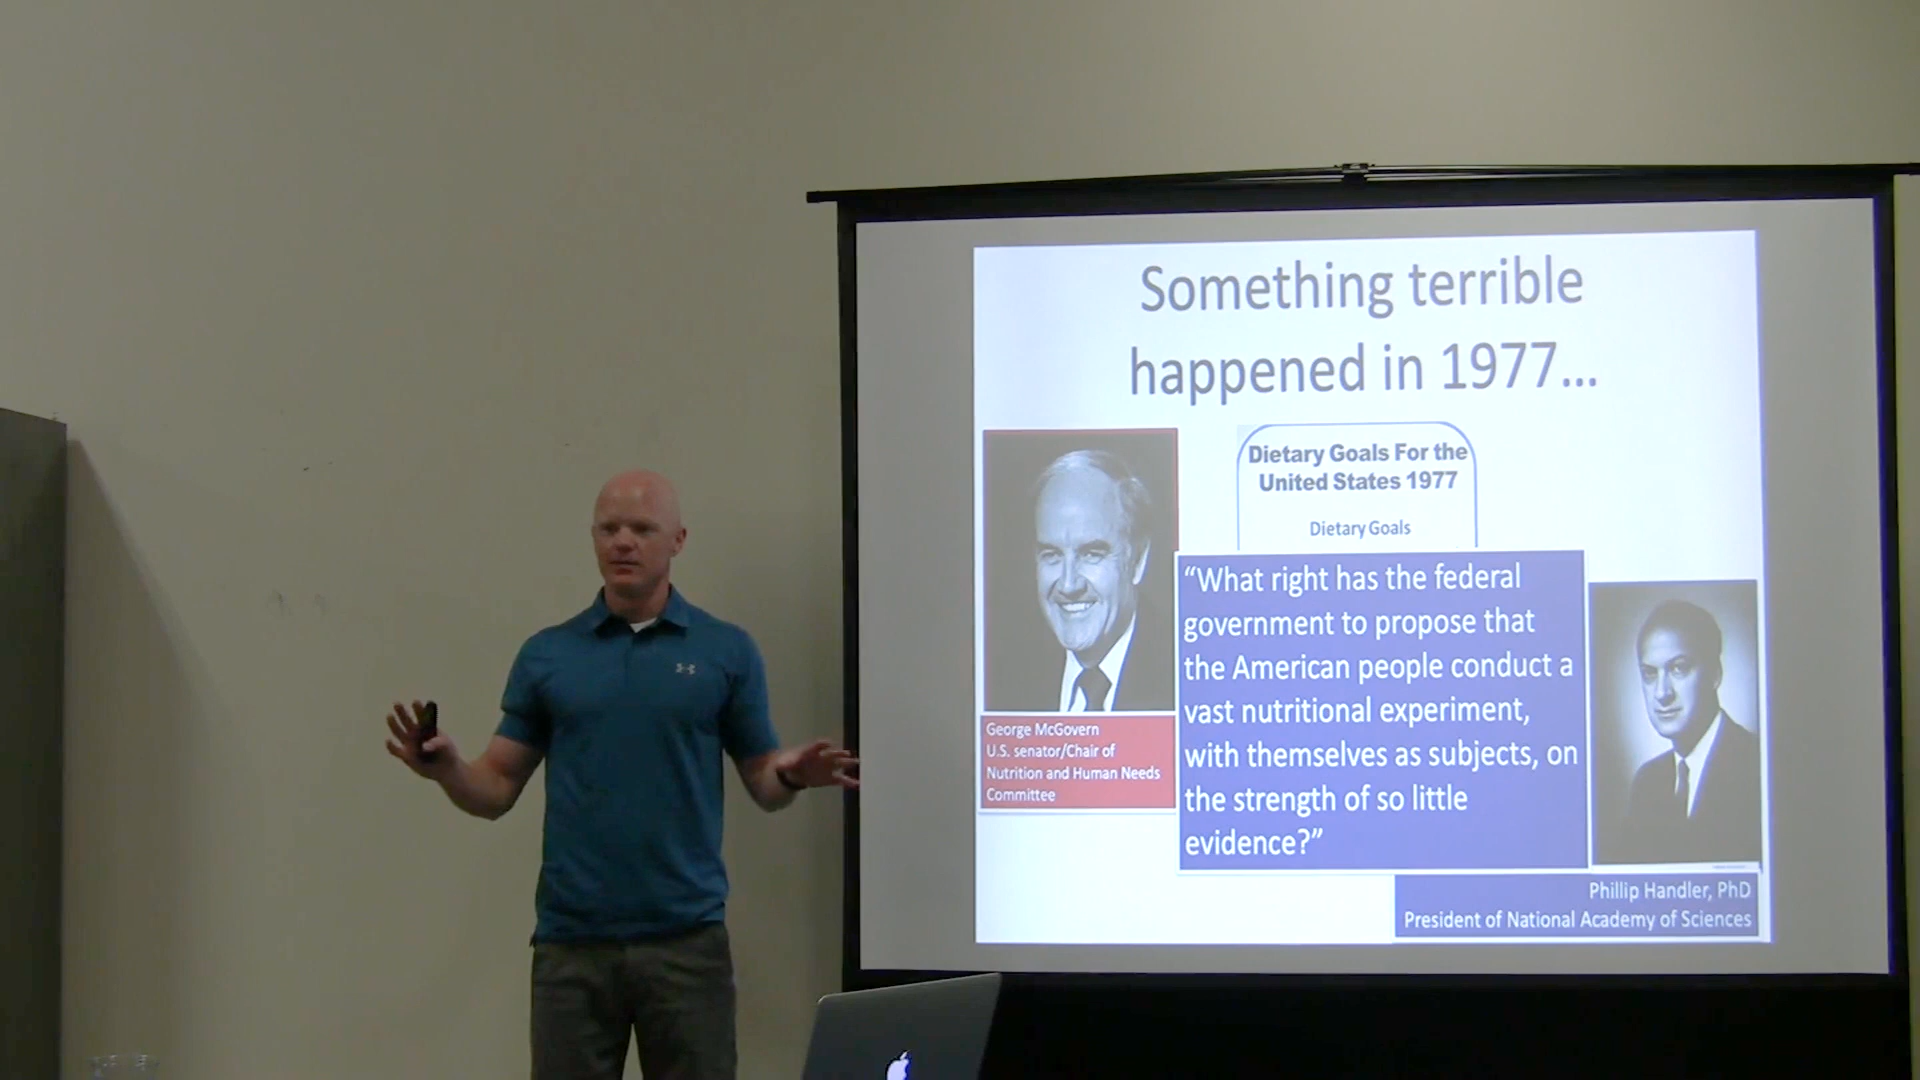 Something terrible
happened in 1977...
Dietary Goals For the
United States 1977
Dietary Goals
“What right has the federal
government to propose that
the American people conduct a
vast nutritional experiment,
with themselves as subjects, on
the strength of so little
evidence?”
George McGovern
U.S. senator/Chair of
Nutrition and Human Needs
Committee
Phillip Handler, PhD
President of National Academy of Sciences